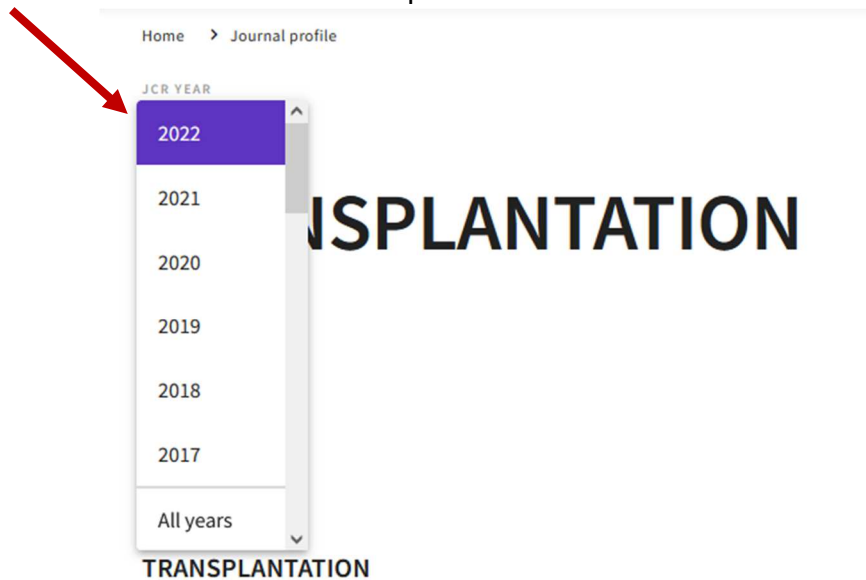 Home > Journal profile
JCR YEAR
2022
2021
NSPLANTATION
2020
2019
2018
2017
All years
TRANSPLANTATION